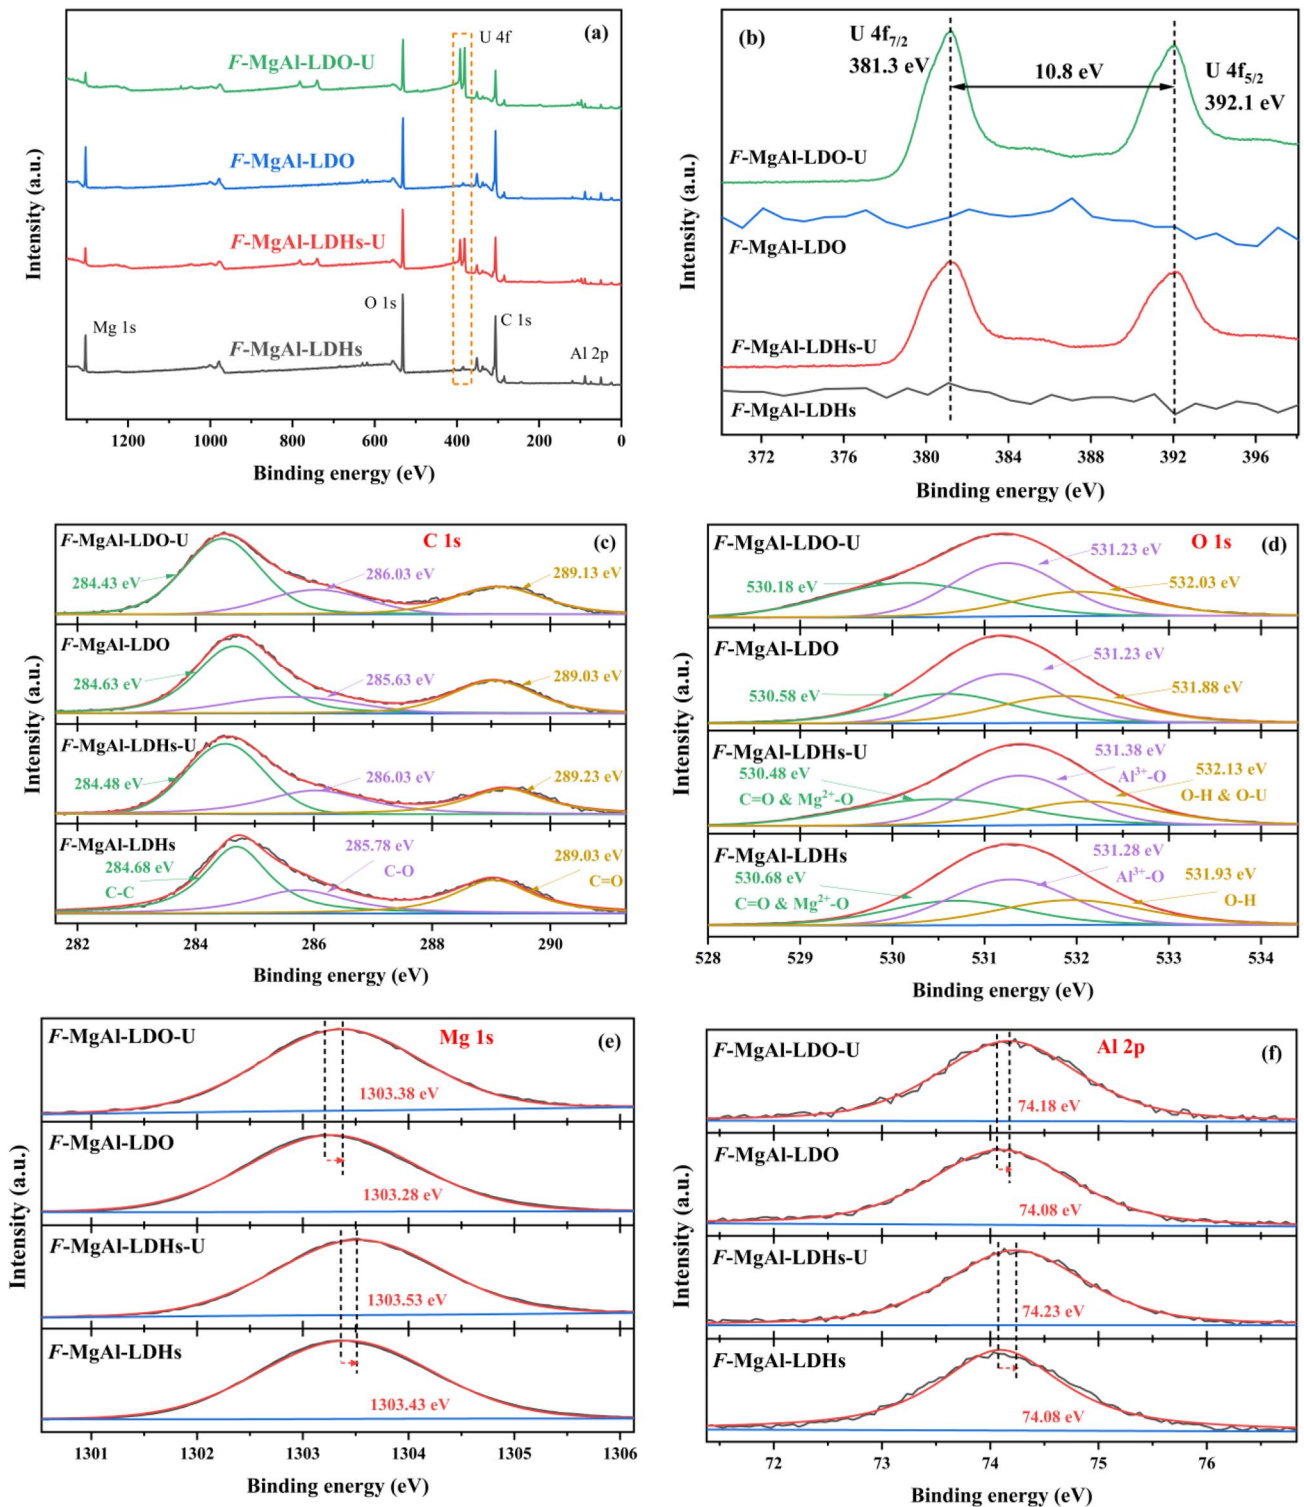 (a)
U 4f
F-MgAl-LDO-U
F-MgAl-LDO
F-MgAl-LDHs-U
O 1s
Mg 1s
C 1s
F-MgAl-LDHs
Al 2p
Intensity (a.u.)
1200 1000 800 600 400 200 0
Binding energy (eV)
(b)
U 4f7/2
381.3 eV
10.8 eV
U 4f5/2
392.1 eV
F-MgAl-LDO-U
F-MgAl-LDO
F-MgAl-LDHs-U
F-MgAl-LDHs
Intensity (a.u.)
372 376 380 384 388 392 396
Binding energy (eV)
F-MgAl-LDO-U
C 1s
(c)
284.43 eV
286.03 eV
289.13 eV
F-MgAl-LDO
284.63 eV
285.63 eV
289.03 eV
F-MgAl-LDHs-U
284.48 eV
286.03 eV
289.23 eV
F-MgAl-LDHs
284.68 eV
C-C
285.78 eV
C-O
289.03 eV
C=O
Intensity (a.u.)
282 284 286 288 290
Binding energy (eV)
F-MgAl-LDO-U
O 1s
(d)
530.18 eV
531.23 eV
532.03 eV
F-MgAl-LDO
530.58 eV
531.23 eV
531.88 eV
F-MgAl-LDHs-U
530.48 eV
C=O & Mg²⁺-O
531.38 eV
Al³⁺-O
532.13 eV
O-H & O-U
F-MgAl-LDHs
530.68 eV
C=O & Mg²⁺-O
531.28 eV
Al³⁺-O
531.93 eV
O-H
Intensity (a.u.)
528 529 530 531 532 533 534
Binding energy (eV)
F-MgAl-LDO-U
Mg 1s
(e)
1303.38 eV
F-MgAl-LDO
1303.28 eV
F-MgAl-LDHs-U
1303.53 eV
F-MgAl-LDHs
1303.43 eV
Intensity (a.u.)
1301 1302 1303 1304 1305 1306
Binding energy (eV)
F-MgAl-LDO-U
Al 2p
(f)
74.18 eV
F-MgAl-LDO
74.08 eV
F-MgAl-LDHs-U
74.23 eV
F-MgAl-LDHs
74.08 eV
Intensity (a.u.)
72 73 74 75 76
Binding energy (eV)